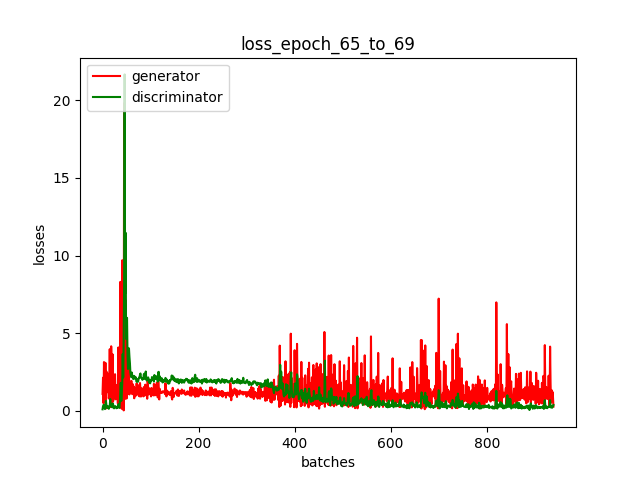 loss_epoch_65_to_69
generator
discriminator
losses
20
15
10
5
0
0 200 400 600 800
batches